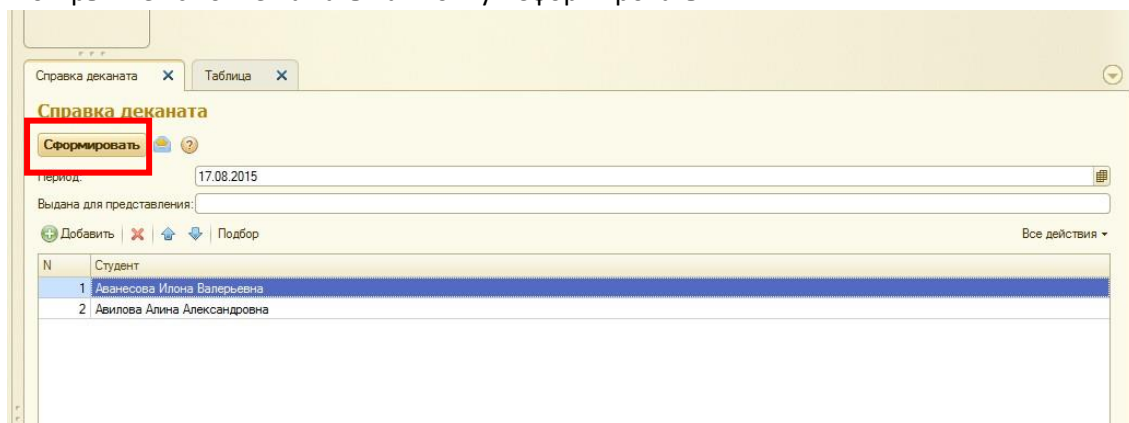 Справка деканата
Таблица
Справка деканата
Сформировать
Период:
17.08.2015
Выдана для представления:
Добавить Подбор Все действия
N Студент
1 Аванесова Илона Валерьевна
2 Авилова Алина Александровна